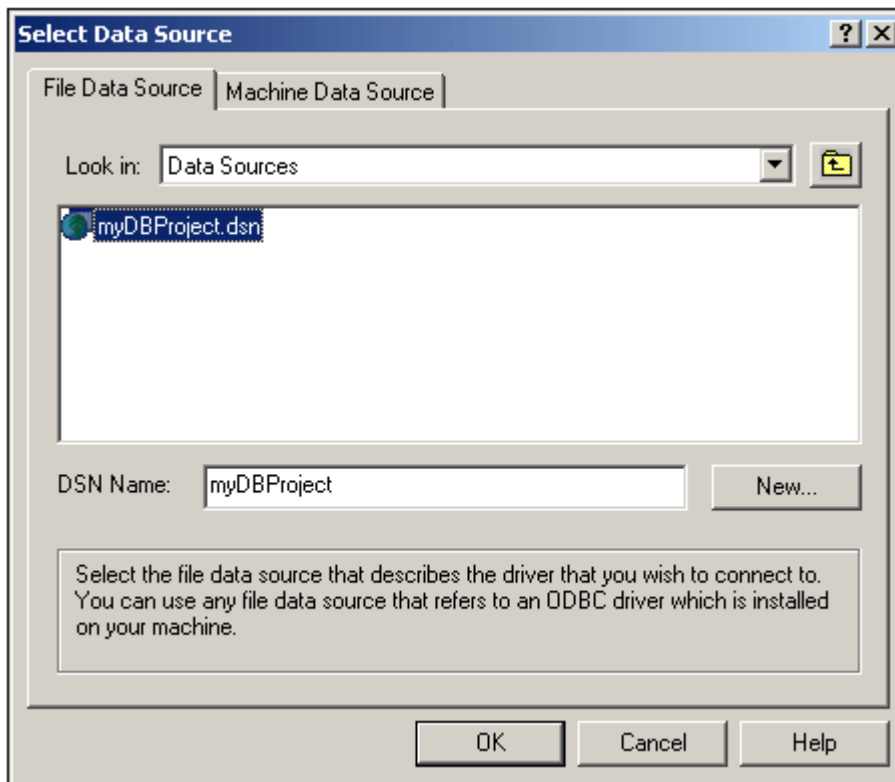 Select Data Source
File Data Source
Machine Data Source
Look in: Data Sources
myDBProject.dsn
DSN Name: myDBProject
New...
Select the file data source that describes the driver that you wish to connect to.
You can use any file data source that refers to an ODBC driver which is installed
on your machine.
OK
Cancel
Help